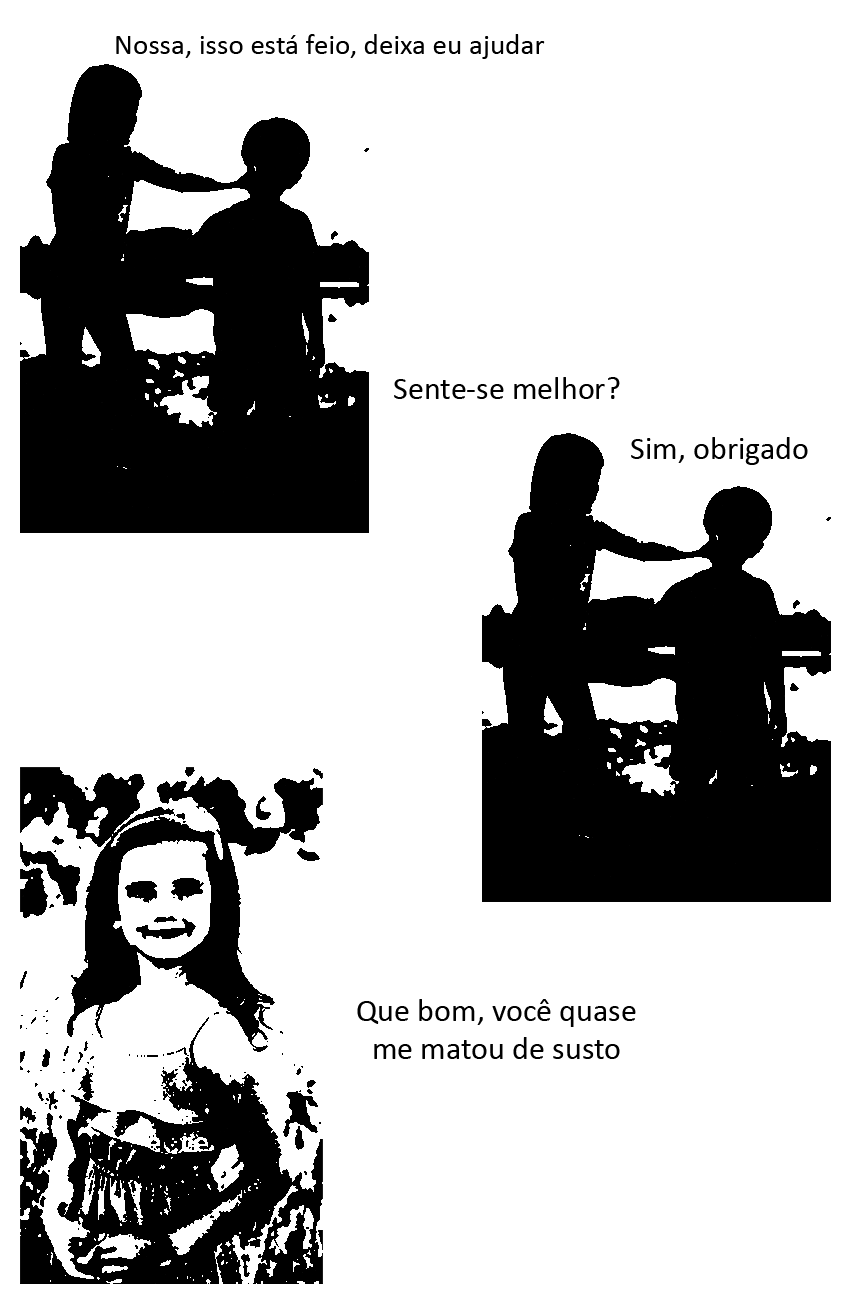 Nossa, isso está feio, deixa eu ajudar
Sente-se melhor?
Sim, obrigado
Que bom, você quase
me matou de susto